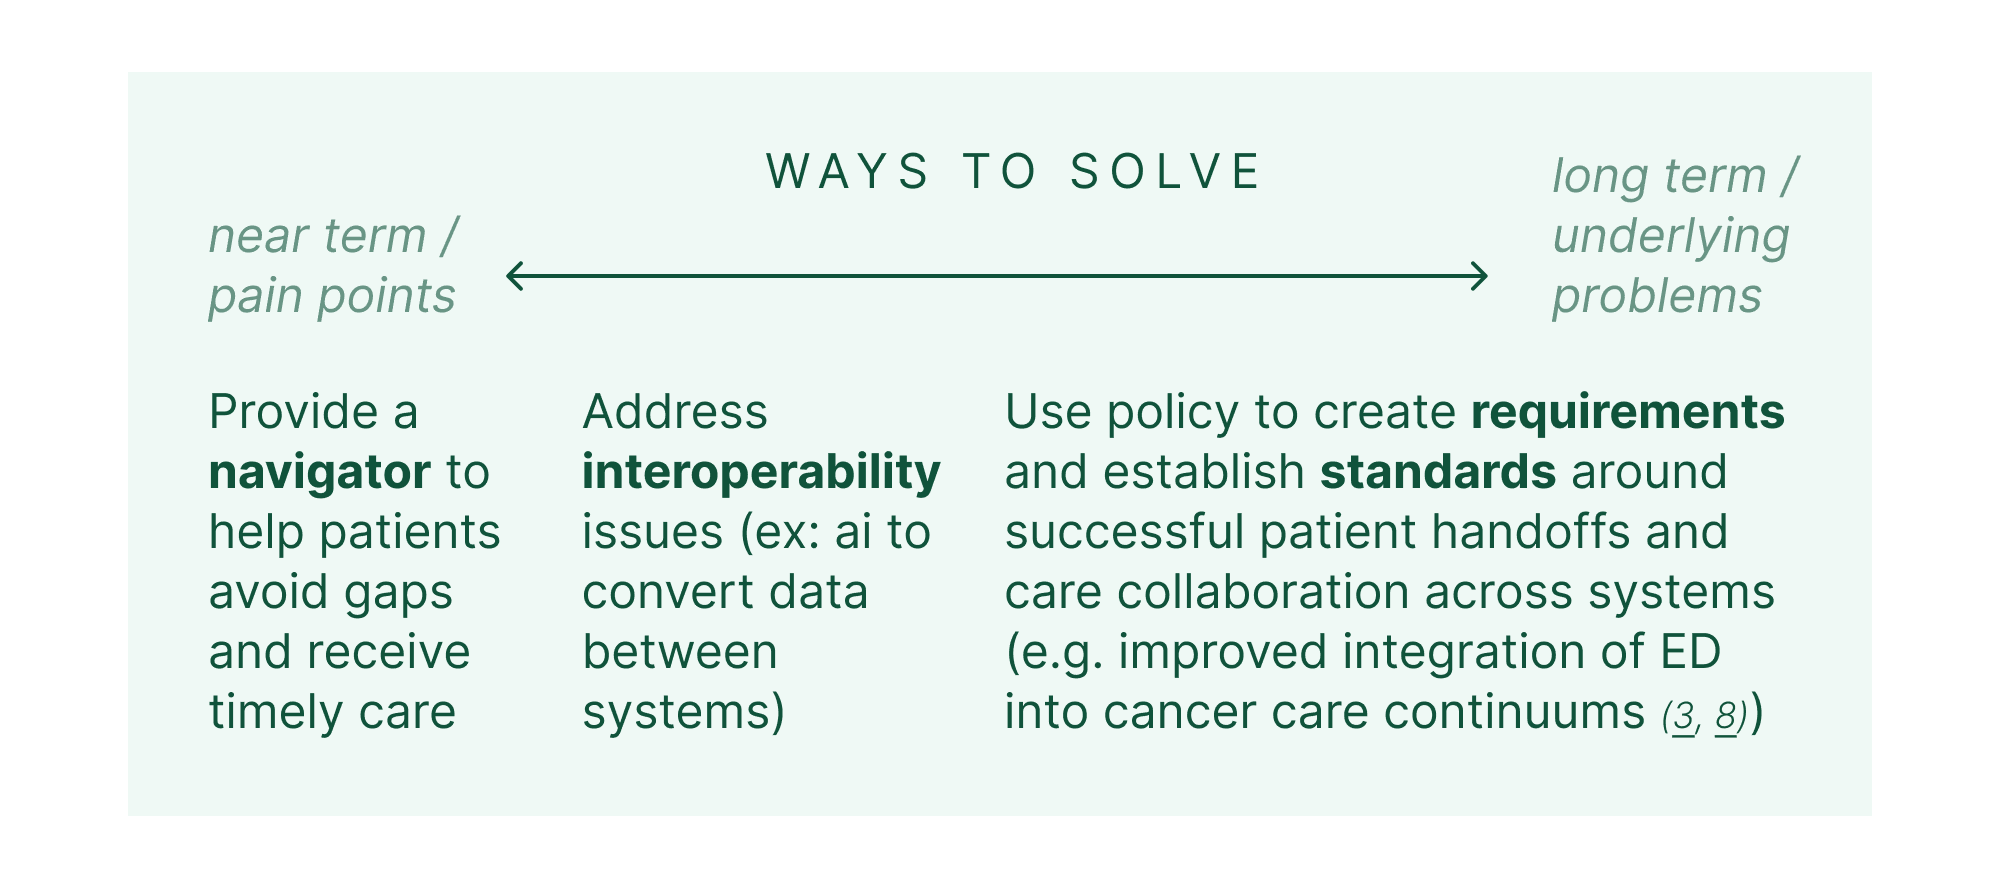 WAYS TO SOLVE
near term /
pain points
long term /
underlying
problems
Provide a
navigator to
help patients
avoid gaps
and receive
timely care
Address
interoperability
issues (ex: ai to
convert data
between
systems)
Use policy to create requirements
and establish standards around
successful patient handoffs and
care collaboration across systems
(e.g. improved integration of ED
into cancer care continuums (3, 8))